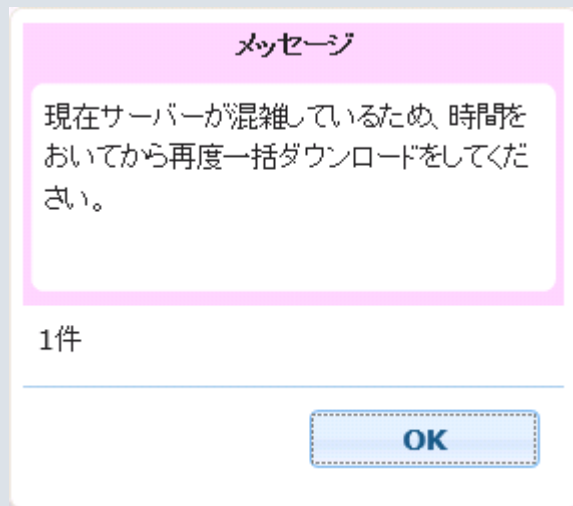 メッセージ
現在サーバーが混雑しているため、時間を
おいてから再度一括ダウンロードをしてくだ
さい。
1件
OK